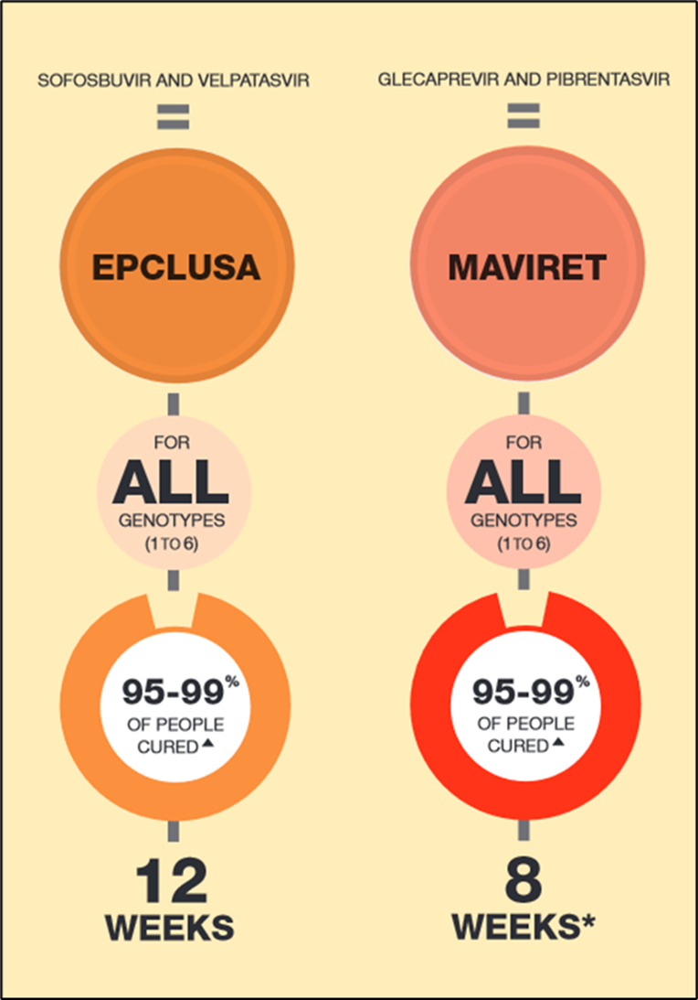 SOFOSBUVIR AND VELPATASVIR
=
EPCLUSA
FOR
ALL
GENOTYPES
(1 TO 6)
95-99%
OF PEOPLE
CURED▲
12
WEEKS
GLECAPREVIR AND PIBRENTASVIR
=
MAVIRET
FOR
ALL
GENOTYPES
(1 TO 6)
95-99%
OF PEOPLE
CURED▲
8
WEEKS*